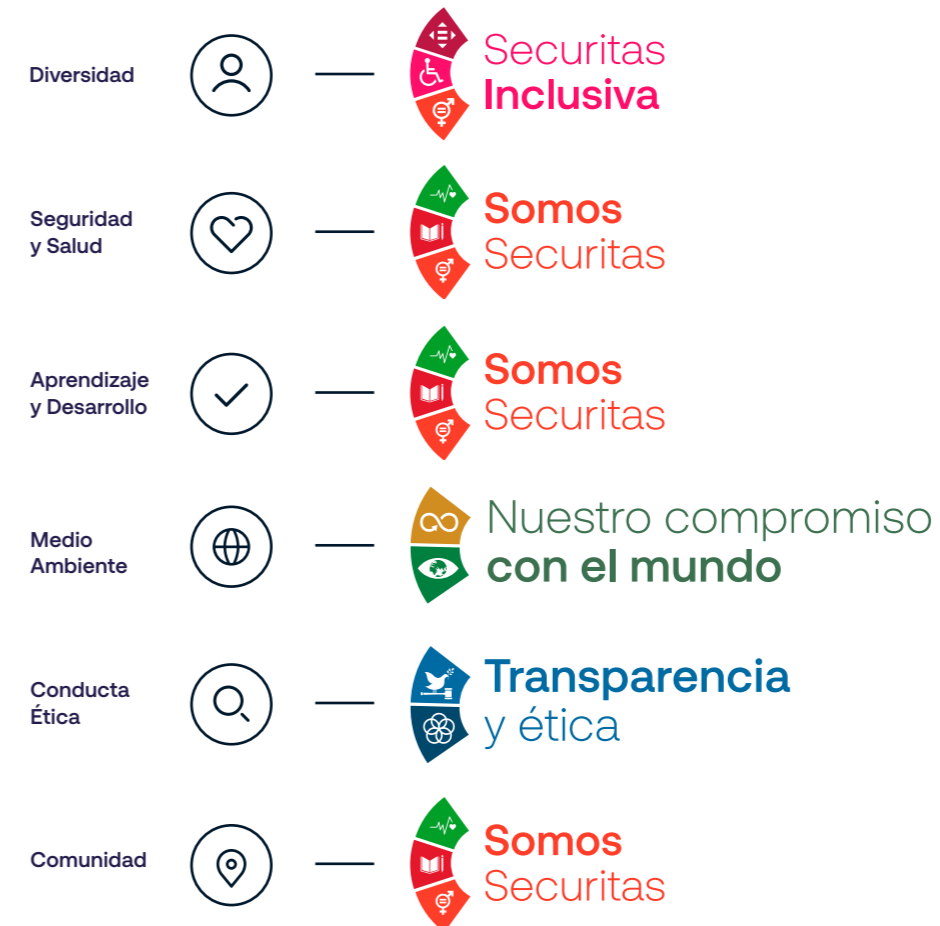 Diversidad
Securitas
Inclusiva
Seguridad
y Salud
Somos
Securitas
Aprendizaje
y Desarrollo
Somos
Securitas
Medio
Ambiente
Nuestro compromiso
con el mundo
Conducta
Ética
Transparencia
y ética
Comunidad
Somos
Securitas